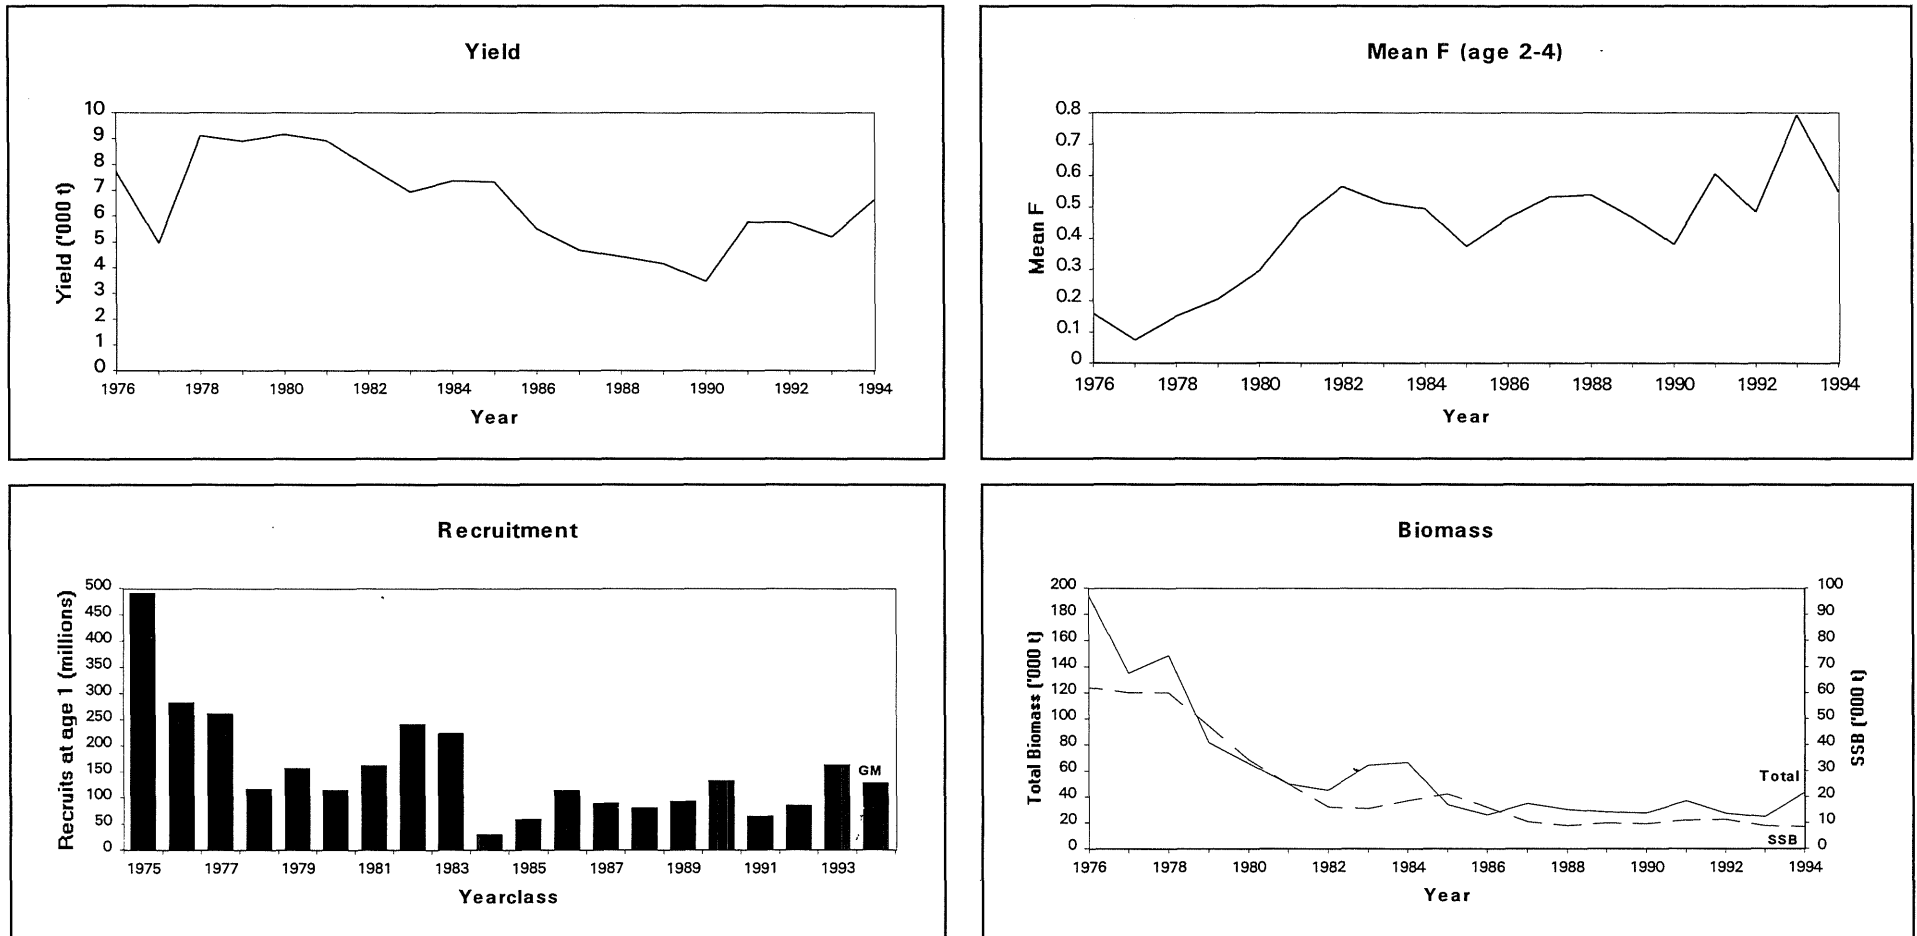 Yield
Yield ('000 t)
10
9
8
7
6
5
4
3
2
1
0
1976 1978 1980 1982 1984 1986 1988 1990 1992 1994
Year
Mean F (age 2-4)
Mean F
0.8
0.7
0.6
0.5
0.4
0.3
0.2
0.1
0
1976 1978 1980 1982 1984 1986 1988 1990 1992 1994
Year
Recruitment
Recruits at age 1 (millions)
500
450
400
350
300
250
200
150
100
50
0
GM
1975 1977 1979 1981 1983 1985 1987 1989 1991 1993
Yearclass
Biomass
Total Biomass ('000 t)
200
180
160
140
120
100
80
60
40
20
0
Total
SSB
100
90
80
70
60
50
40
30
20
10
0
SSB ('000 t)
1976 1978 1980 1982 1984 1986 1988 1990 1992 1994
Year